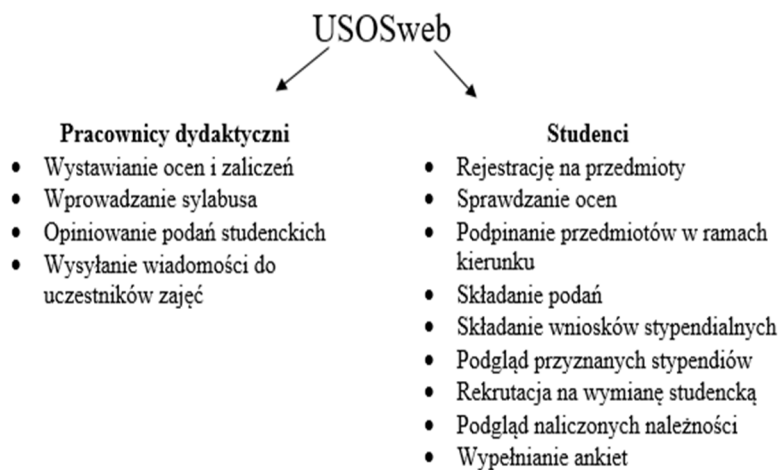 USOSweb
Pracownicy dydaktyczni
• Wystawianie ocen i zaliczeń
• Wprowadzanie sylabusa
• Opiniowanie podań studenckich
• Wysyłanie wiadomości do
uczestników zajęć
Studenci
• Rejestrację na przedmioty
• Sprawdzanie ocen
• Podpinanie przedmiotów w ramach
kierunku
• Składanie podań
• Składanie wniosków stypendialnych
• Podgląd przyznanych stypendiów
• Rekrutacja na wymianę studencką
• Podgląd naliczonych należności
• Wypełnianie ankiet